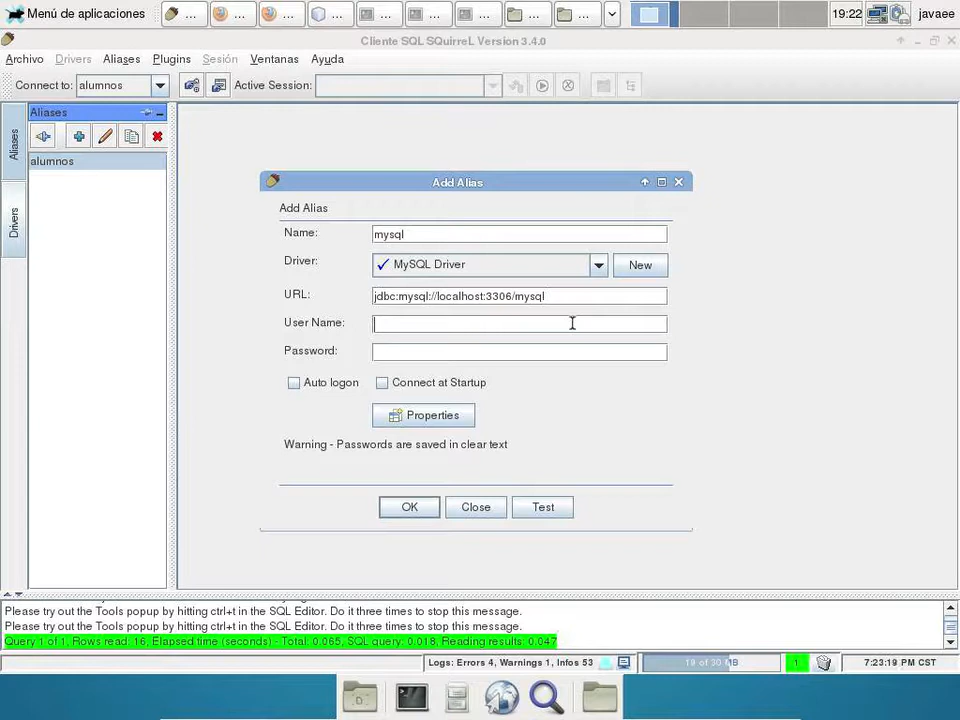 Menú de aplicaciones
...
...
...
...
...
...
...
...
...
19:22
javaee
Cliente SQL SQuirreL Version 3.4.0
Archivo Drivers Aliases Plugins Sesión Ventanas Ayuda
Connect to: alumnos
Active Session:
Aliases
Aliases
Drivers
alumnos
Add Alias
Add Alias
Name: mysql
Driver: MySQL Driver New
URL: jdbc:mysql://localhost:3306/mysql
User Name:
Password:
Auto logon Connect at Startup
Properties
Warning - Passwords are saved in clear text
OK Close Test
Please try out the Tools popup by hitting ctrl+t in the SQL Editor. Do it three times to stop this message.
Please try out the Tools popup by hitting ctrl+t in the SQL Editor. Do it three times to stop this message.
Query 1 of 1, Rows read: 16, Elapsed time (seconds) - Total: 0.065, SQL query: 0.018, Reading results: 0.047
Logs: Errors 4, Warnings 1, Infos 53
19 of 30 MB
1
7:23:19 PM CST